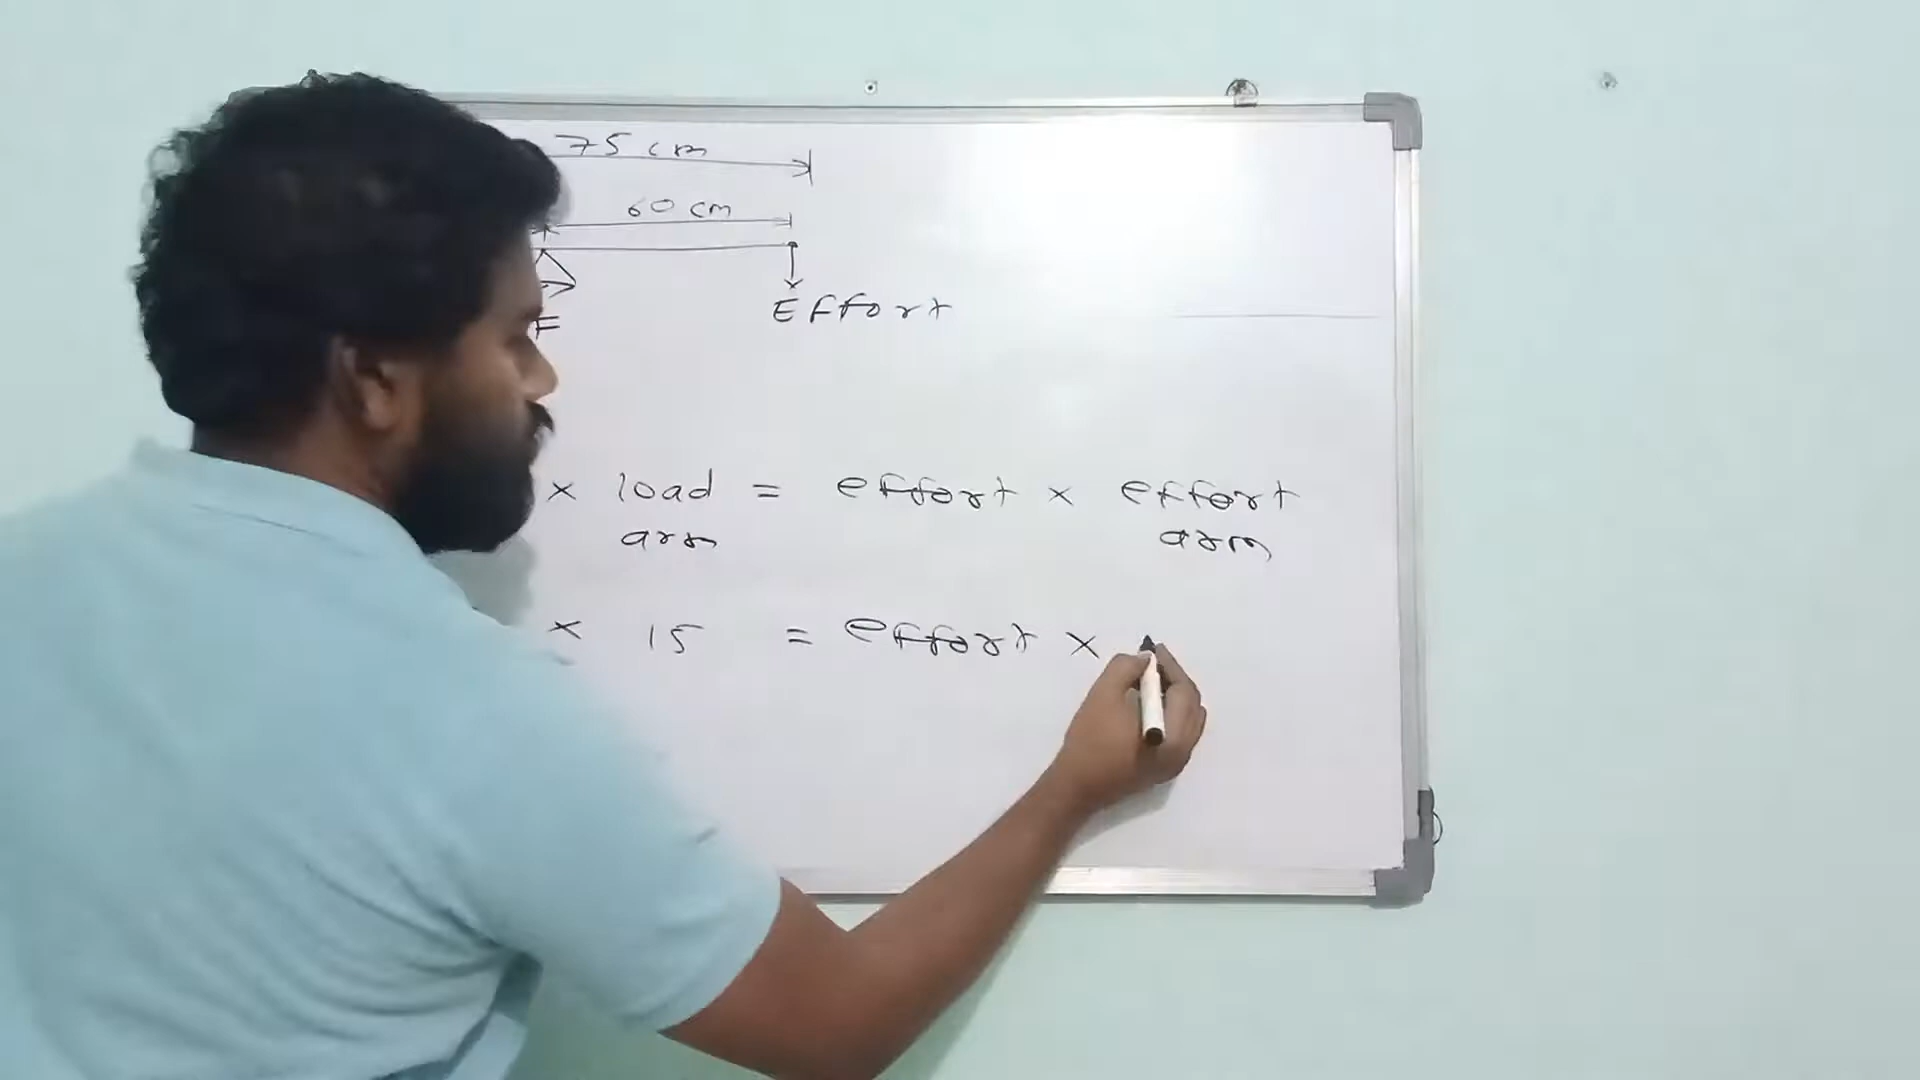 75 cm
60 cm
F
Effort
× load = effort × effort
arm arm
× 15 = effort ×